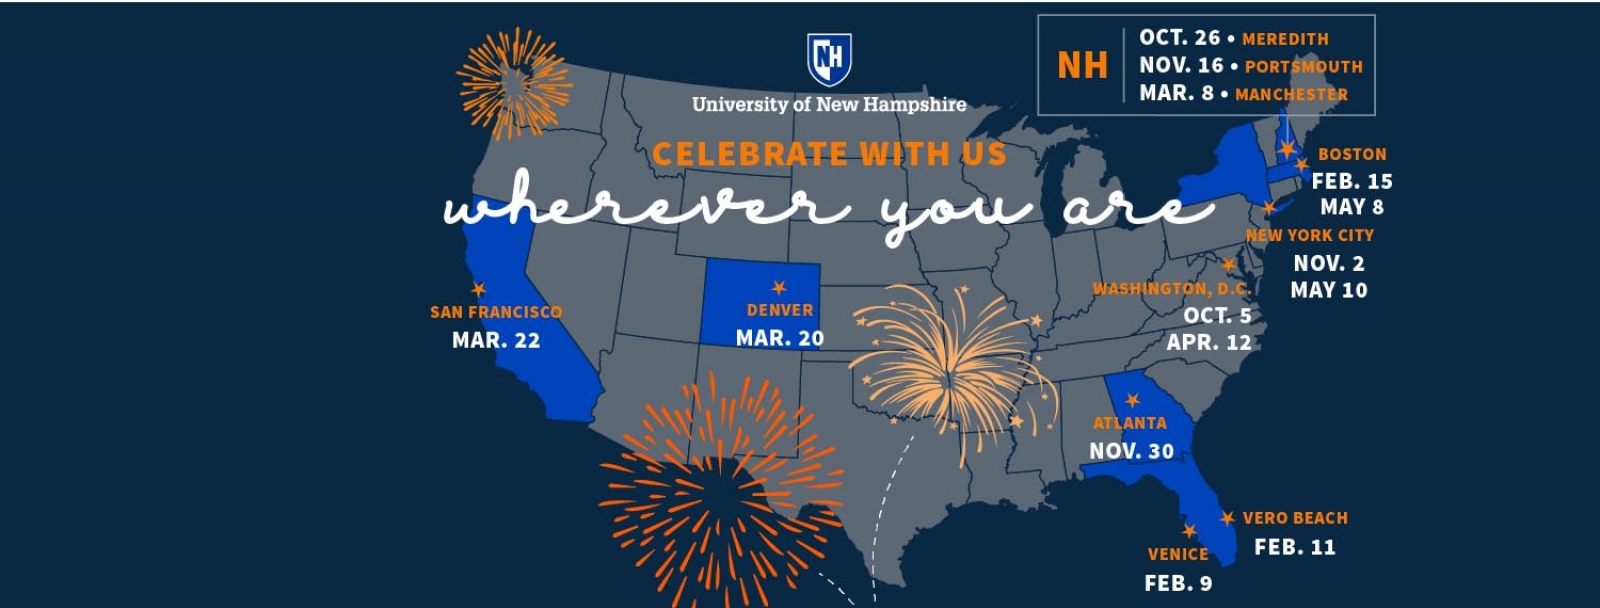 NH
University of New Hampshire
CELEBRATE WITH US
wherever you are
NH
OCT. 26 • MEREDITH
NOV. 16 • PORTSMOUTH
MAR. 8 • MANCHESTER
BOSTON
FEB. 15
MAY 8
NEW YORK CITY
NOV. 2
MAY 10
WASHINGTON, D.C.
OCT. 5
APR. 12
SAN FRANCISCO
MAR. 22
DENVER
MAR. 20
ATLANTA
NOV. 30
VERO BEACH
FEB. 11
VENICE
FEB. 9